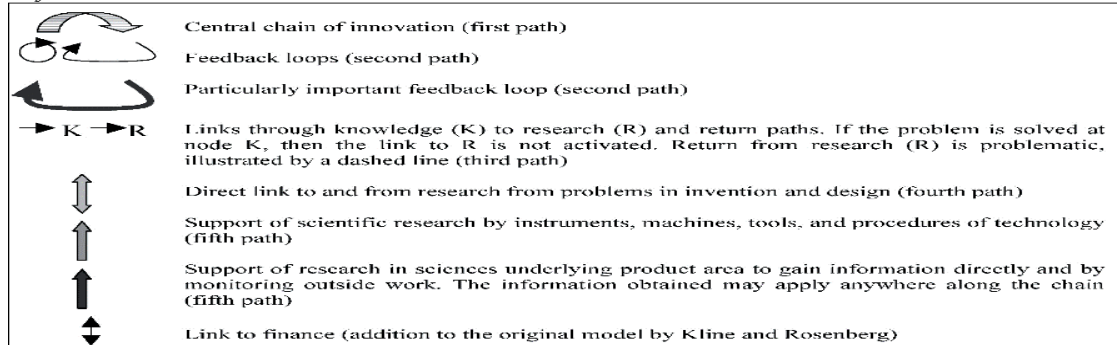 Central chain of innovation (first path)
Feedback loops (second path)
Particularly important feedback loop (second path)
K R Links through knowledge (K) to research (R) and return paths. If the problem is solved at
node K, then the link to R is not activated. Return from research (R) is problematic,
illustrated by a dashed line (third path)
Direct link to and from research from problems in invention and design (fourth path)
Support of scientific research by instruments, machines, tools, and procedures of technology
(fifth path)
Support of research in sciences underlying product area to gain information directly and by
monitoring outside work. The information obtained may apply anywhere along the chain
(fifth path)
Link to finance (addition to the original model by Kline and Rosenberg)